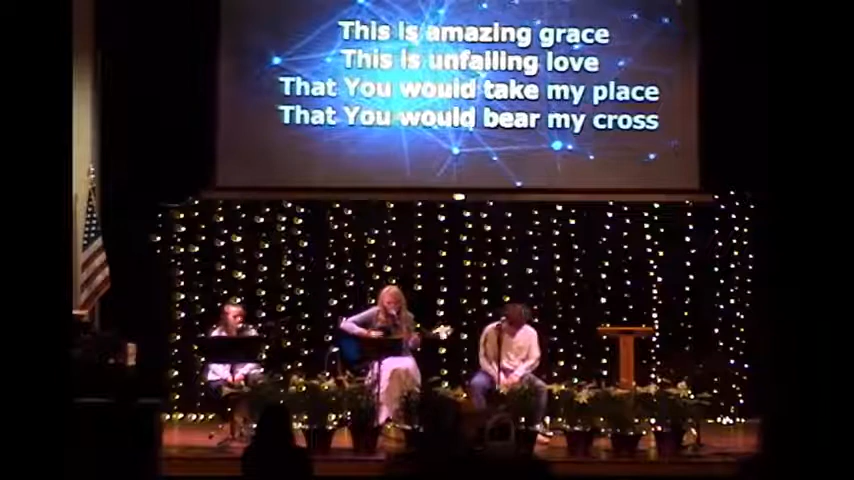 This is amazing grace
This is unfailing love
That You would take my place
That You would bear my cross